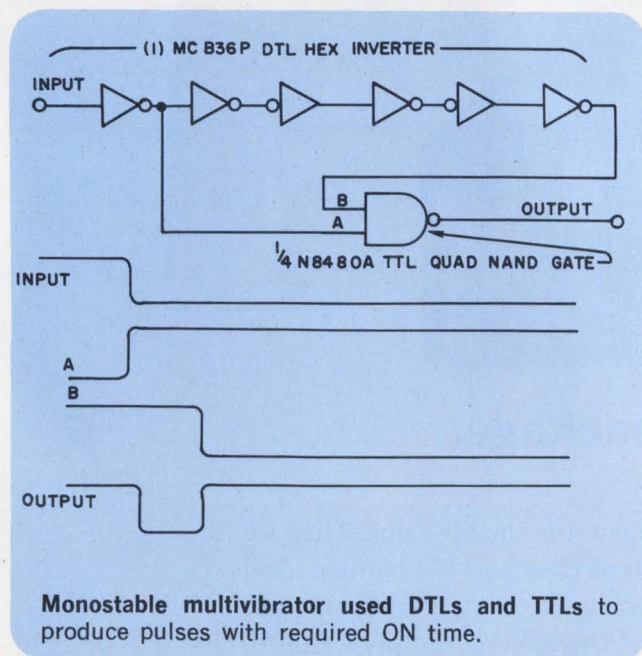 (1) MC B36P DTL HEX INVERTER
INPUT
B
A
OUTPUT
1/4 N8480A TTL QUAD NAND GATE
INPUT
A
B
OUTPUT
Monostable multivibrator used DTLs and TTLs to
produce pulses with required ON time.